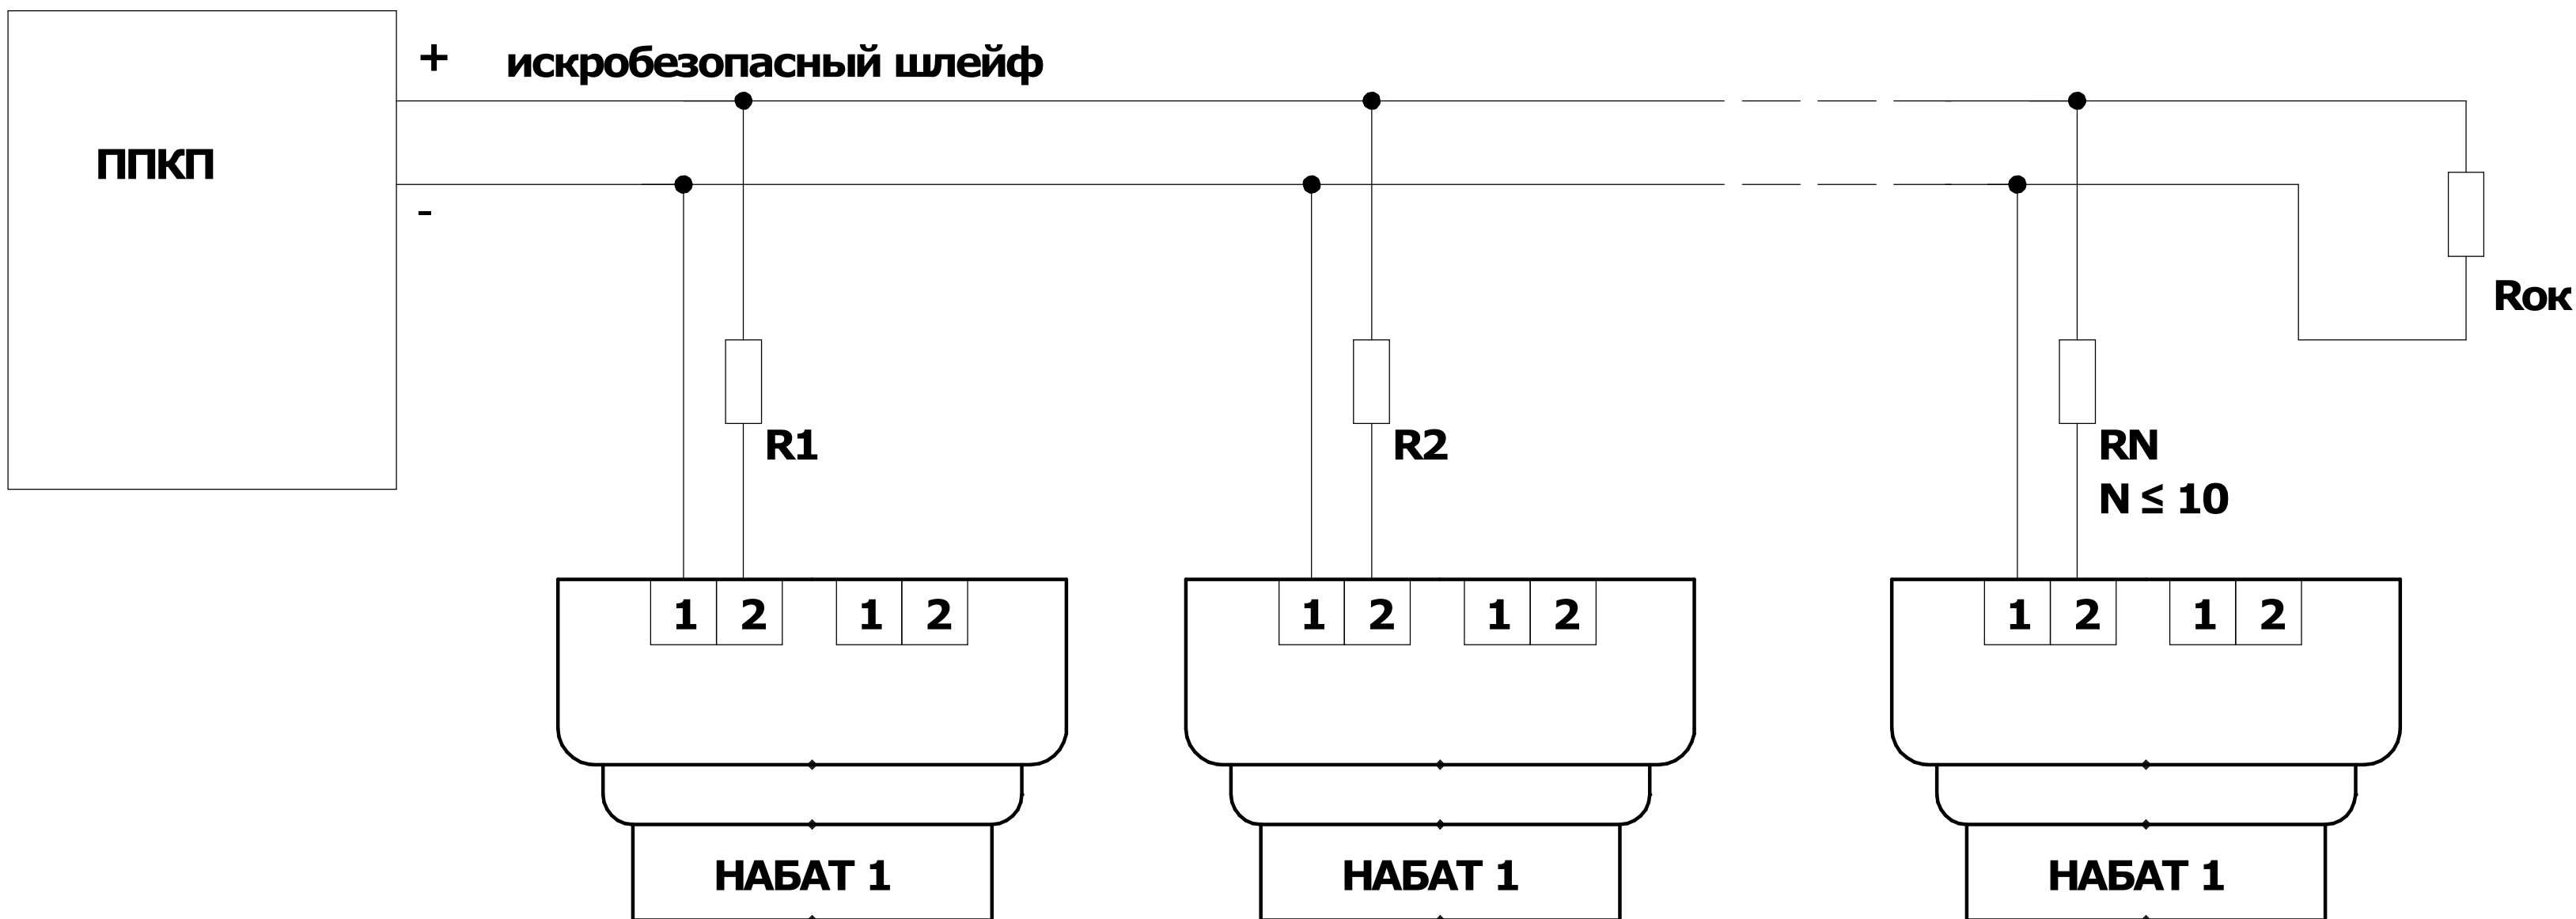 + искробезопасный шлейф
ППКП
-
Rок
R1
R2
RN
N ≤ 10
1 2 1 2
1 2 1 2
1 2 1 2
НАБАТ 1
НАБАТ 1
НАБАТ 1